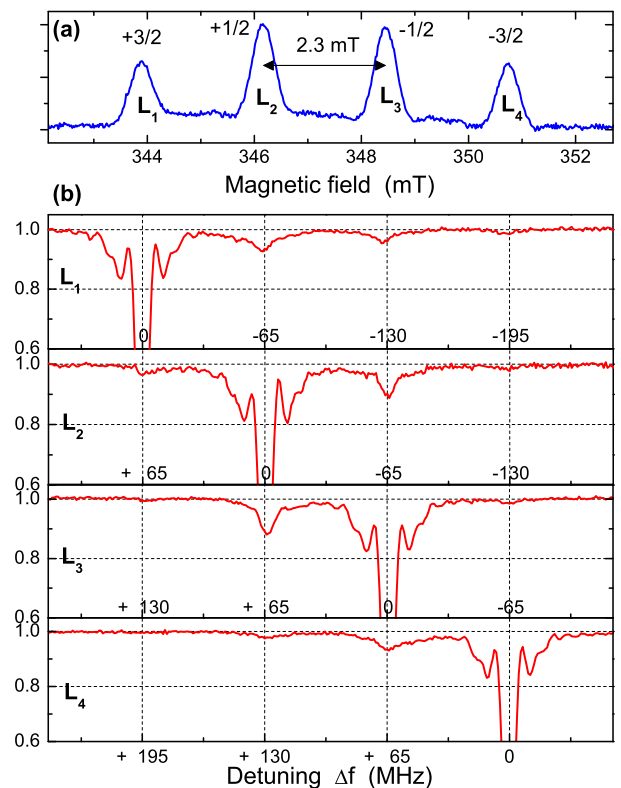 (a)
+3/2 +1/2 2.3 mT -1/2 -3/2
L1 L2 L3 L4
344 346 348 350 352
Magnetic field (mT)
(b)
1.0
0.8
L1
0 -65 -130 -195
0.6
1.0
0.8
L2
+ 65 0 -65 -130
0.6
1.0
0.8
L3
+ 130 + 65 0 -65
0.6
1.0
0.8
L4
0.6
+ 195 + 130 + 65 0
Detuning Δf (MHz)